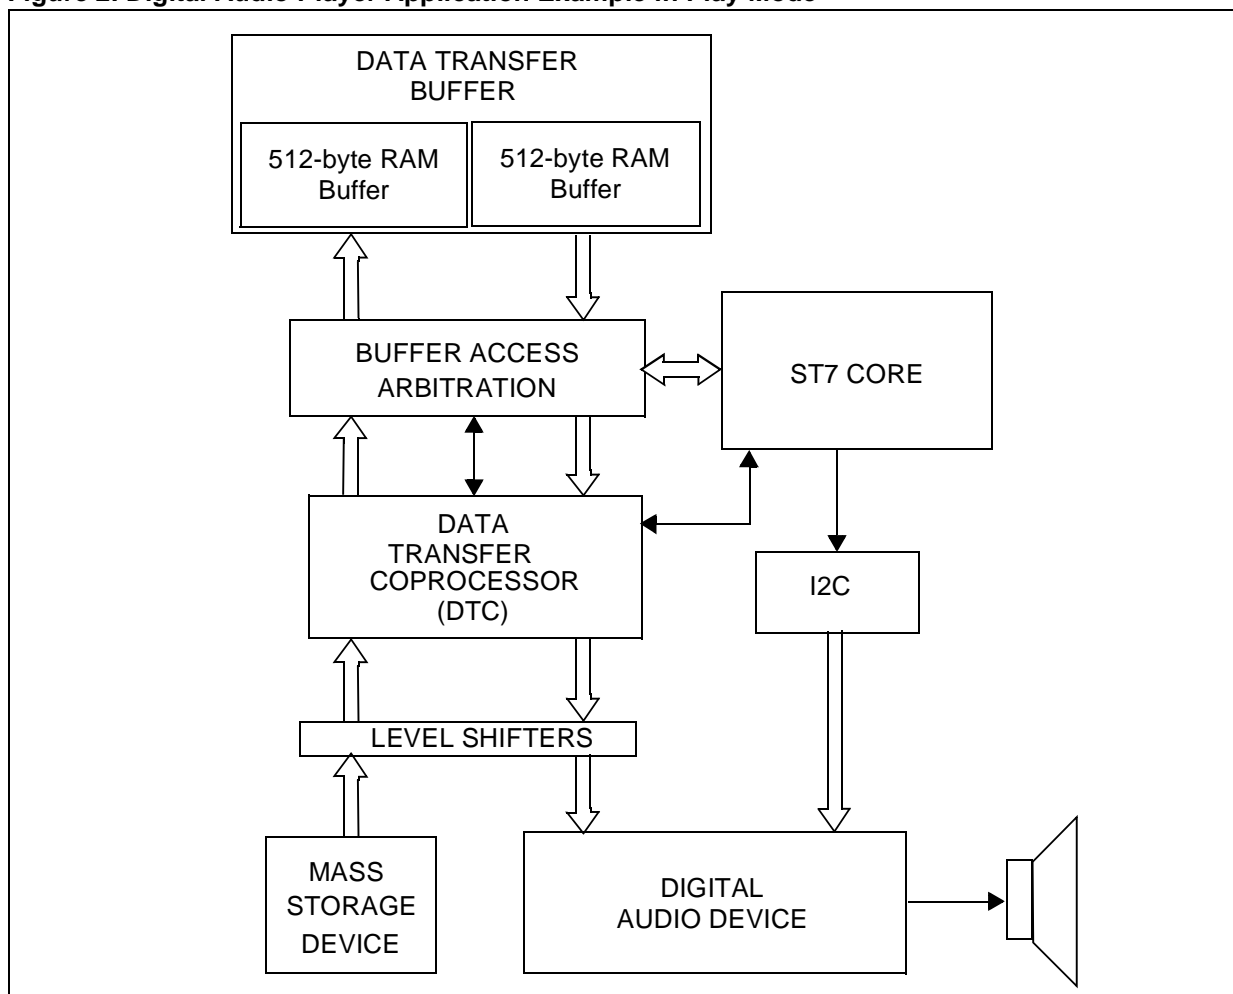 Figure 2. Digital Audio Player Application Example in Play Mode
DATA TRANSFER
BUFFER
512-byte RAM
Buffer
512-byte RAM
Buffer
BUFFER ACCESS
ARBITRATION
ST7 CORE
DATA
TRANSFER
COPROCESSOR
(DTC)
I2C
LEVEL SHIFTERS
MASS
STORAGE
DEVICE
DIGITAL
AUDIO DEVICE